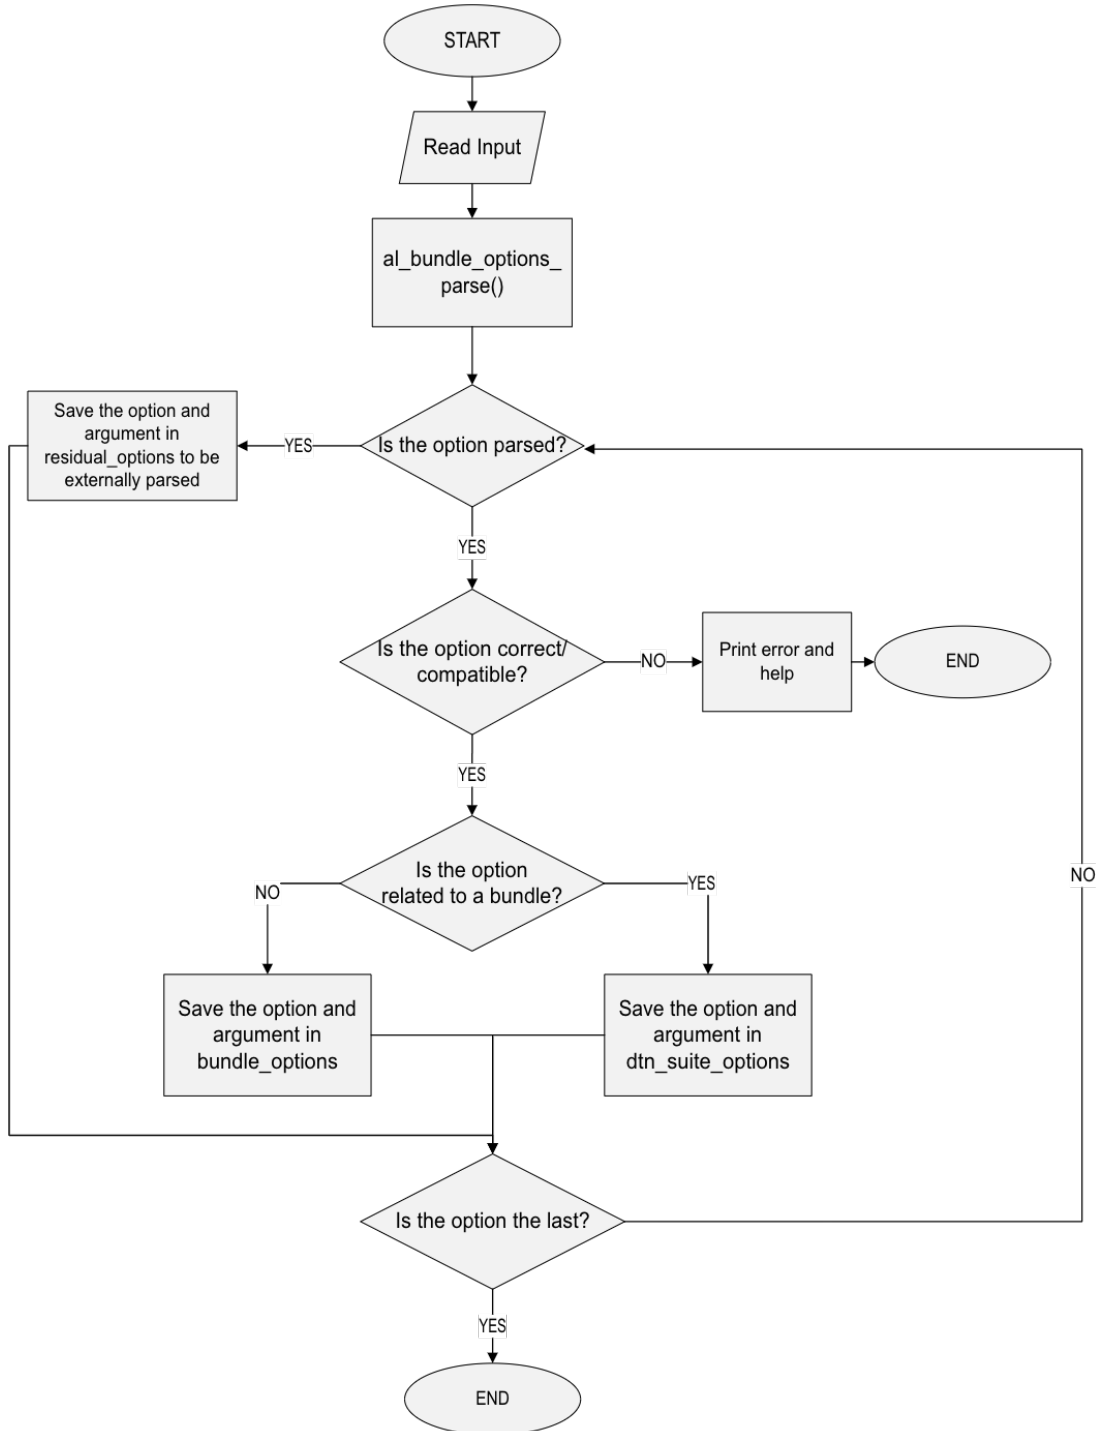 START
Read Input
al_bundle_options_
parse()
Save the option and
argument in
residual_options to be
externally parsed
YES
Is the option parsed?
YES
Is the option correct/
compatible?
NO
Print error and
help
END
YES
Is the option
related to a bundle?
NO
YES
NO
Save the option and
argument in
bundle_options
Save the option and
argument in
dtn_suite_options
Is the option the last?
YES
END